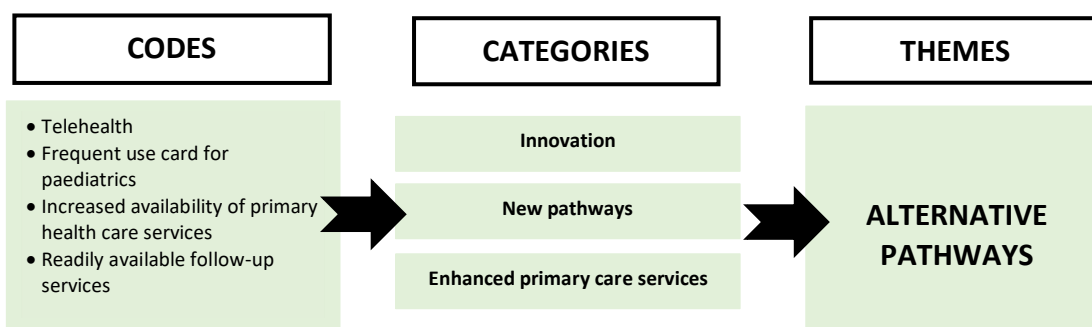 CODES
• Telehealth
• Frequent use card for
paediatrics
• Increased availability of primary
health care services
• Readily available follow-up
services
CATEGORIES
Innovation
New pathways
Enhanced primary care services
THEMES
ALTERNATIVE
PATHWAYS